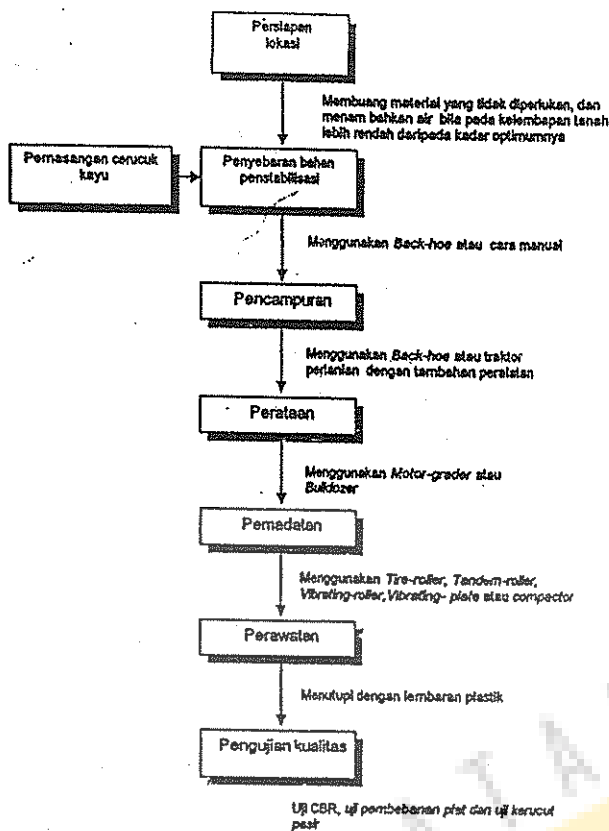 Persiapan
lokasi
Membuang material yang tidak diperlukan, dan
menambahkan air bila pada kelembapan tanah
lebih rendah daripada kadar optimumnya
Pemasangan cerucuk
kayu
Penyebaran bahan
penstabilisasi
Menggunakan Back-hoe atau cara manual
Pencampuran
Menggunakan Back-hoe atau traktor
pertanian dengan tambahan peralatan
Perataan
Menggunakan Motor-grader atau
Bulldozer
Pemadatan
Menggunakan Tire-roller, Tandem-roller,
Vibrating-roller, Vibrating- plate atau compactor
Perawatan
Menutupi dengan lembaran plastik
Pengujian kualitas
Uji CBR, uji pembebanan plat dan uji kerucut
pasir